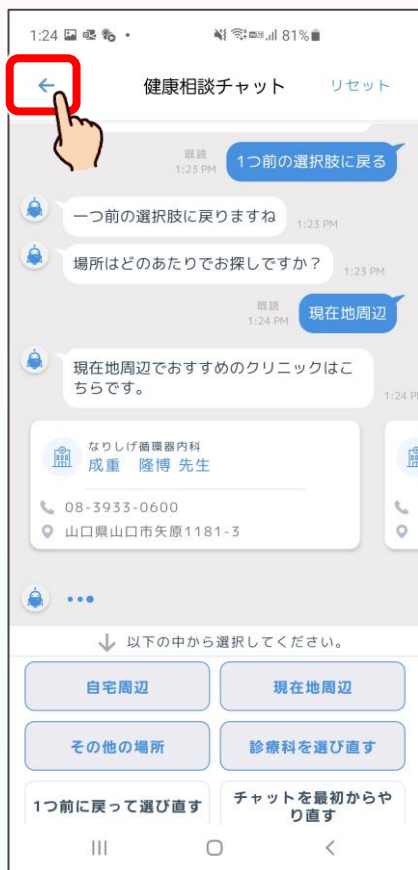 1:24 81%
← 健康相談チャット リセット
既読
1:23 PM
1つ前の選択肢に戻る
一つ前の選択肢に戻りますね
1:23 PM
場所はどのあたりでお探しですか？
1:23 PM
既読
1:24 PM
現在地周辺
現在地周辺でおすすめのクリニックはこ
ちらです。
1:24 P
なりしげ循環器内科
成重 隆博 先生
08-3933-0600
山口県山口市矢原1181-3
↓ 以下の中から選択してください。
自宅周辺 現在地周辺
その他の場所 診療科を選び直す
1つ前に戻って選び直す
チャットを最初からや
り直す